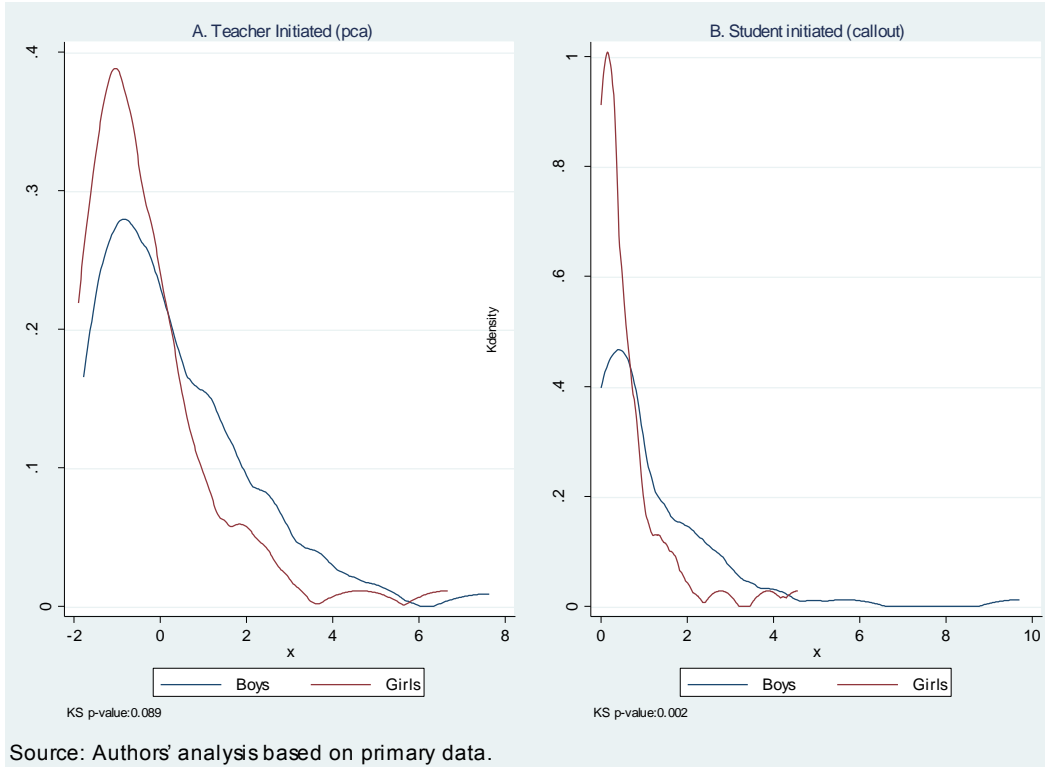 A. Teacher Initiated (pca)
.4
.3
.2
.1
0
-2 0 2 4 6 8
x
Boys Girls
KS p-value:0.089
B. Student initiated (callout)
Kdensity
1
.8
.6
.4
.2
0
0 2 4 6 8 10
x
Boys Girls
KS p-value:0.002
Source: Authors' analysis based on primary data.